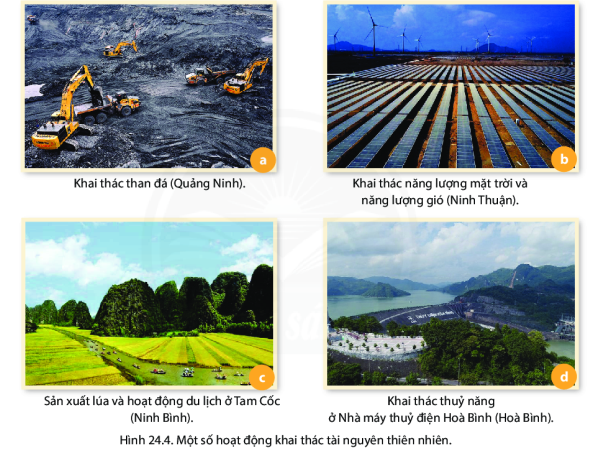 a
b
Khai thác than đá (Quảng Ninh).
Khai thác năng lượng mặt trời và
năng lượng gió (Ninh Thuận).
c
d
Sản xuất lúa và hoạt động du lịch ở Tam Cốc
(Ninh Bình).
Khai thác thuỷ năng
ở Nhà máy thuỷ điện Hoà Bình (Hoà Bình).
Hình 24.4. Một số hoạt động khai thác tài nguyên thiên nhiên.